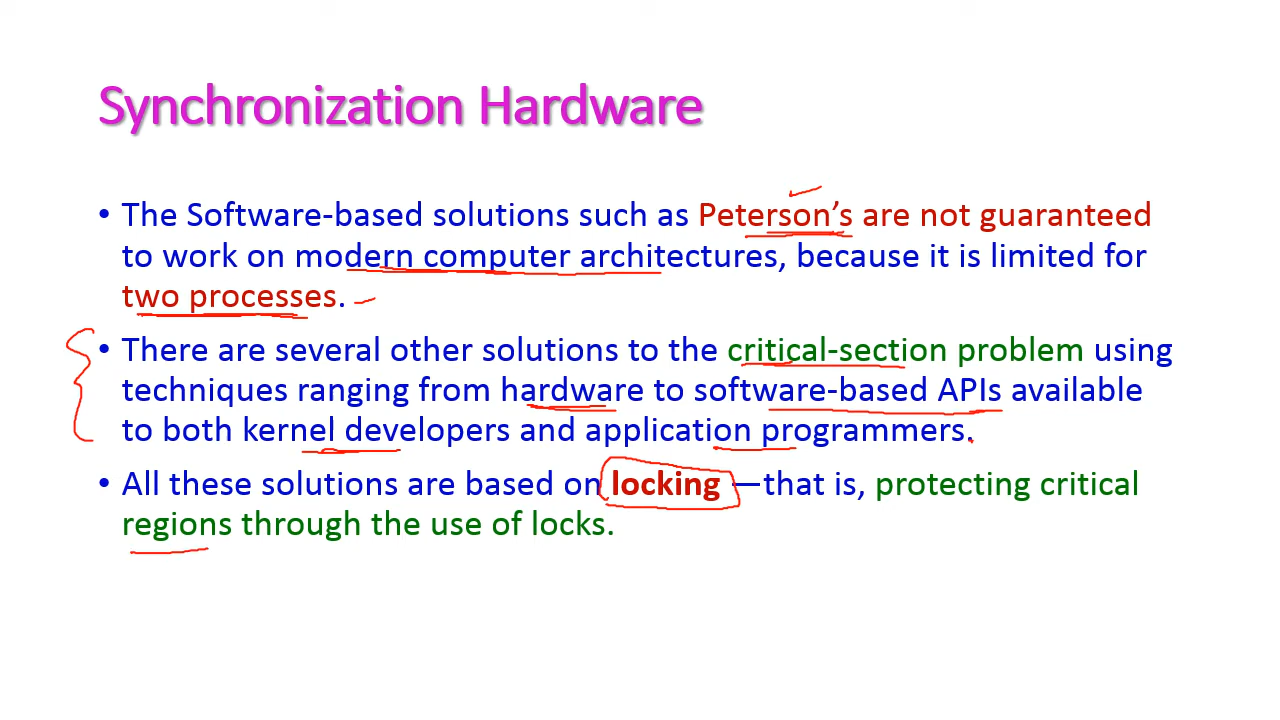 Synchronization Hardware
• The Software-based solutions such as Peterson’s are not guaranteed
to work on modern computer architectures, because it is limited for
two processes.
• There are several other solutions to the critical-section problem using
techniques ranging from hardware to software-based APIs available
to both kernel developers and application programmers.
• All these solutions are based on locking —that is, protecting critical
regions through the use of locks.